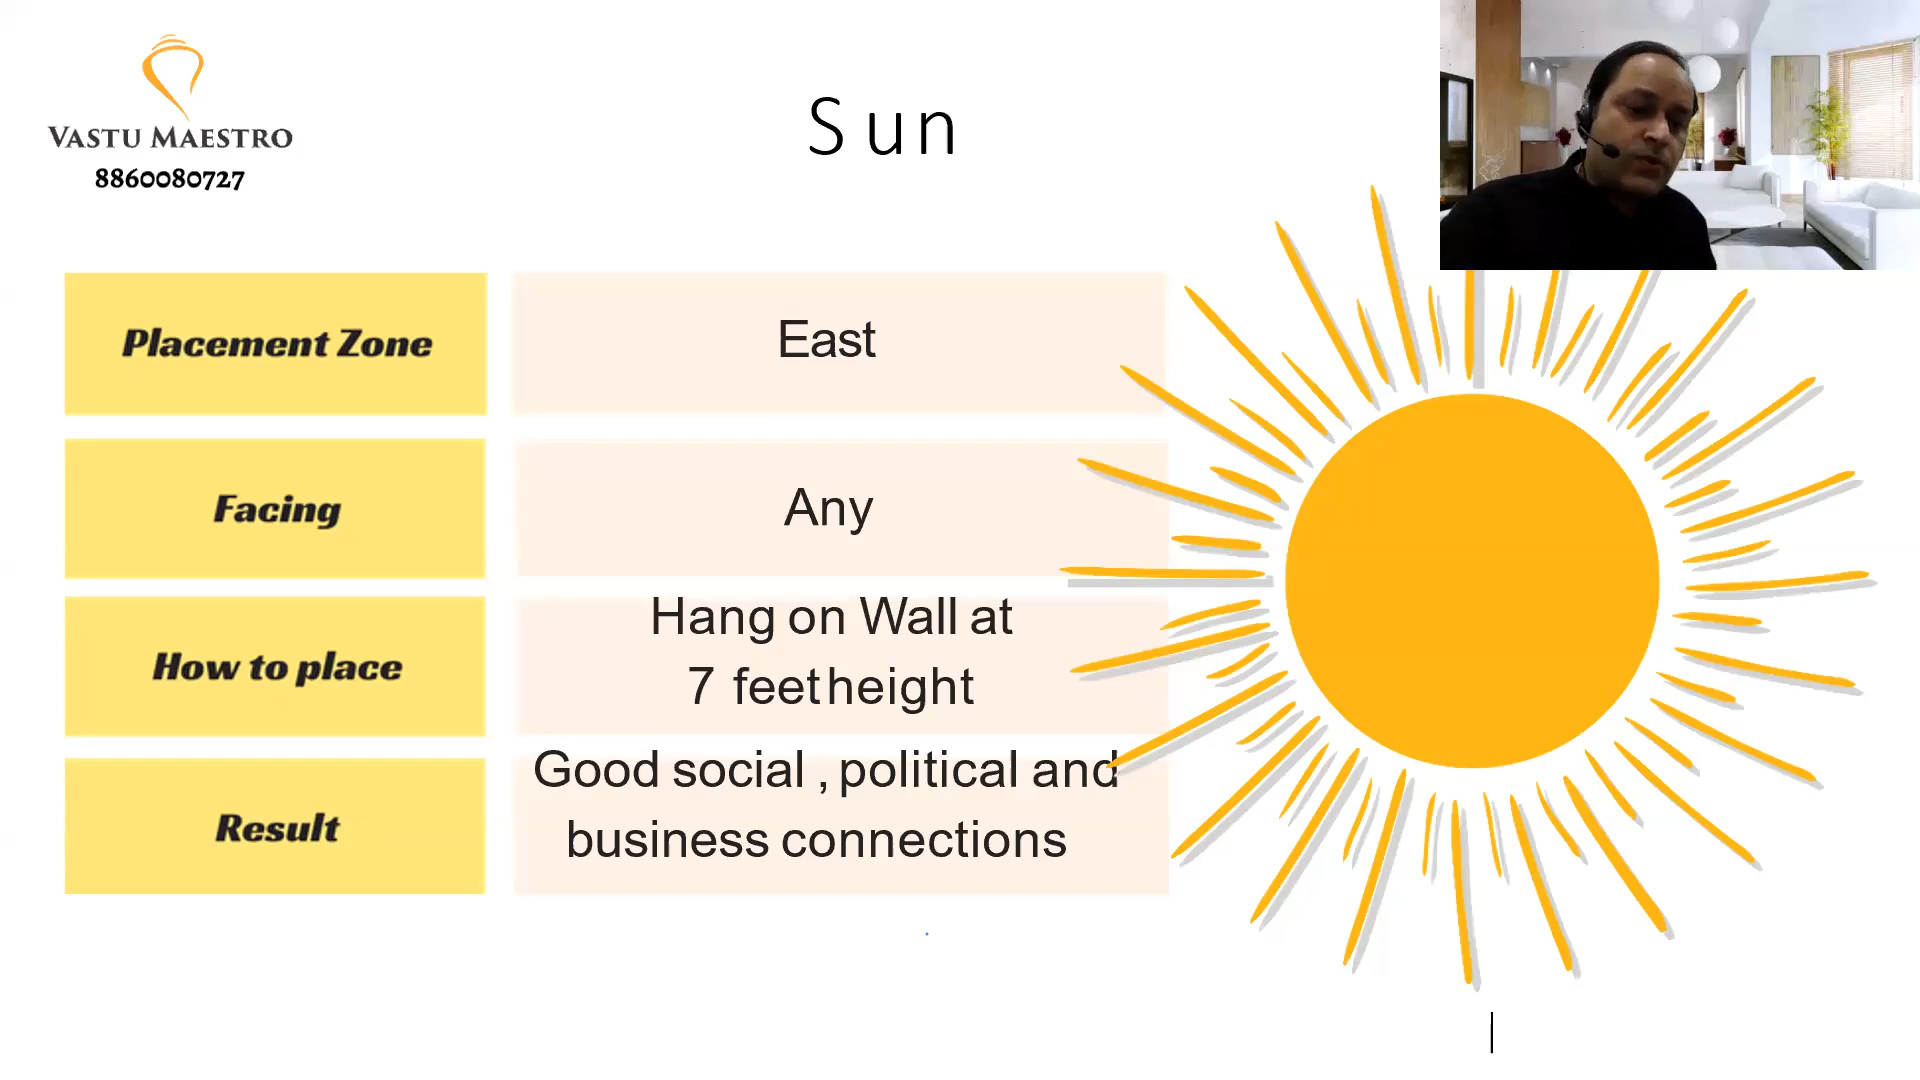 VASTU MAESTRO
8860080727
Sun
Placement Zone
East
Facing
Any
How to place
Hang on Wall at
7 feet height
Result
Good social , political and
business connections